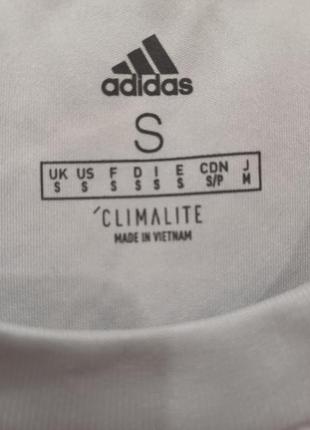 adidas
S
UK US F D I E CDN J
S S S S S S S/P M
CLIMALITE
MADE IN VIETNAM